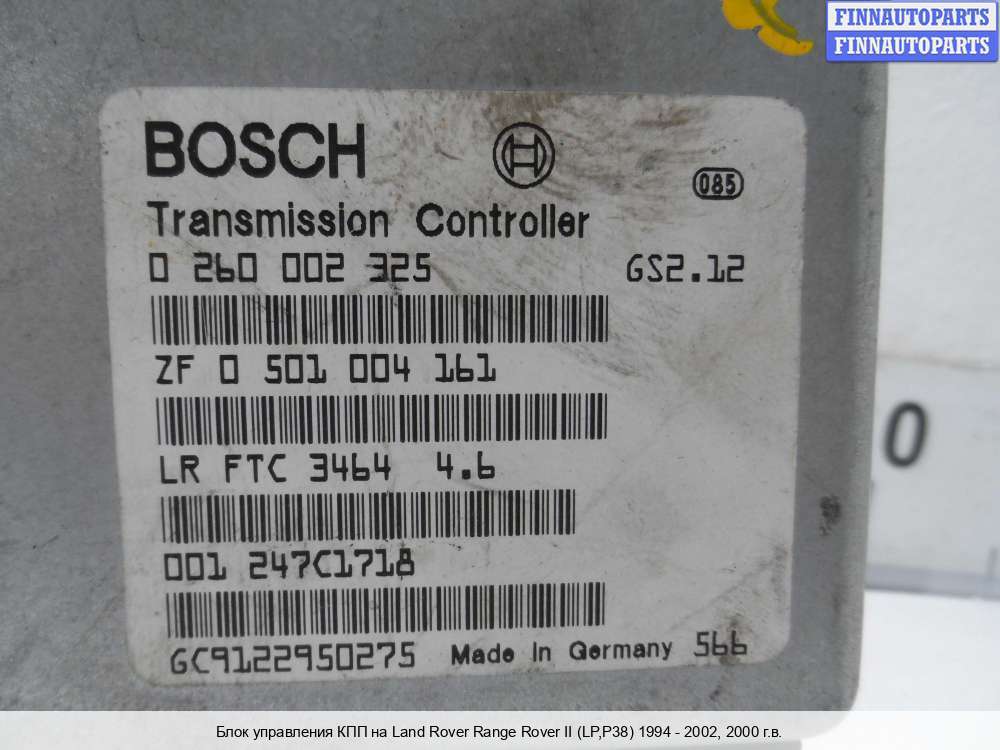 FINNAUTOPARTS
FINNAUTOPARTS
BOSCH
085
Transmission Controller
0 260 002 325 GS2.12
ZF 0 501 004 161
LR FTC 3464 4.6
001 247C1718
GC9122950275 Made In Germany 566
0
Блок управления КПП на Land Rover Range Rover II (LP,P38) 1994 - 2002, 2000 г.в.